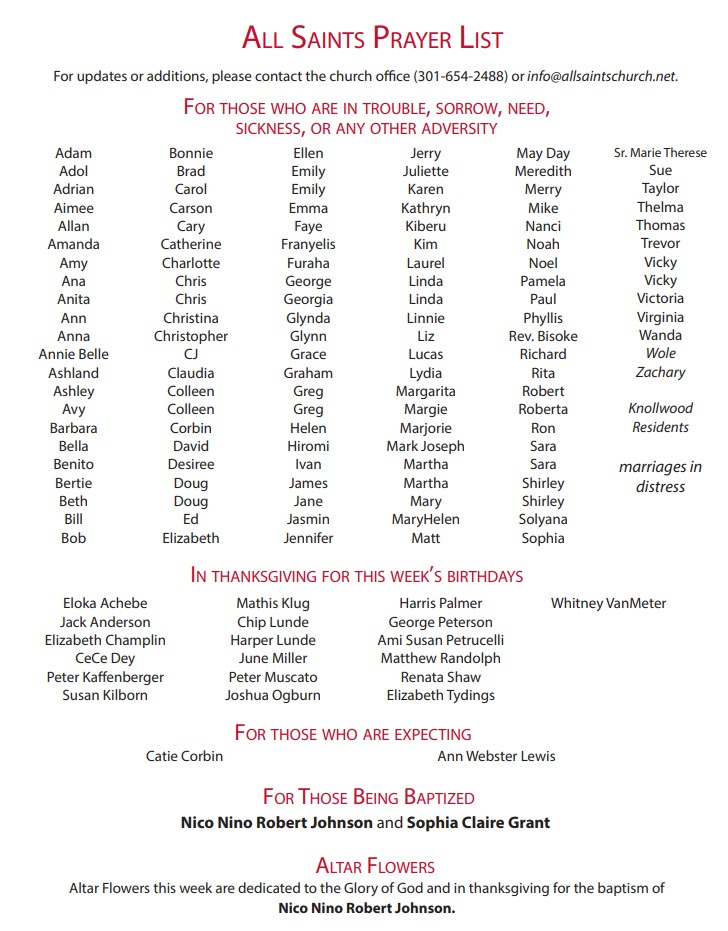 All Saints Prayer List
For updates or additions, please contact the church office (301-654-2488) or info@allsaintschurch.net.
For those who are in trouble, sorrow, need,
sickness, or any other adversity
Adam
Adol
Adrian
Aimee
Allan
Amanda
Amy
Ana
Anita
Ann
Anna
Annie Belle
Ashland
Ashley
Avy
Barbara
Bella
Benito
Bertie
Beth
Bill
Bob
Bonnie
Brad
Carol
Carson
Cary
Catherine
Charlotte
Chris
Chris
Christina
Christopher
CJ
Claudia
Colleen
Colleen
Corbin
David
Desiree
Doug
Doug
Ed
Elizabeth
Ellen
Emily
Emily
Emma
Faye
Franyelis
Furaha
George
Georgia
Glynda
Glynn
Grace
Graham
Greg
Greg
Helen
Hiromi
Ivan
James
Jane
Jasmin
Jennifer
Jerry
Juliette
Karen
Kathryn
Kiberu
Kim
Laurel
Linda
Linda
Linnie
Liz
Lucas
Lydia
Margarita
Margie
Marjorie
Mark Joseph
Martha
Martha
Mary
MaryHelen
Matt
May Day
Meredith
Merry
Mike
Nanci
Noah
Noel
Pamela
Paul
Phyllis
Rev. Bisoke
Richard
Rita
Robert
Roberta
Ron
Sara
Sara
Shirley
Shirley
Solyana
Sophia
Sr. Marie Therese
Sue
Taylor
Thelma
Thomas
Trevor
Vicky
Vicky
Victoria
Virginia
Wanda
Wole
Zachary
Knollwood
Residents
marriages in
distress
In thanksgiving for this week's birthdays
Eloka Achebe
Jack Anderson
Elizabeth Champlin
CeCe Dey
Peter Kaffenberger
Susan Kilborn
Mathis Klug
Chip Lunde
Harper Lunde
June Miller
Peter Muscato
Joshua Ogburn
Harris Palmer
George Peterson
Ami Susan Petrucelli
Matthew Randolph
Renata Shaw
Elizabeth Tydings
Whitney VanMeter
For those who are expecting
Catie Corbin
Ann Webster Lewis
For Those Being Baptized
Nico Nino Robert Johnson and Sophia Claire Grant
Altar Flowers
Altar Flowers this week are dedicated to the Glory of God and in thanksgiving for the baptism of
Nico Nino Robert Johnson.